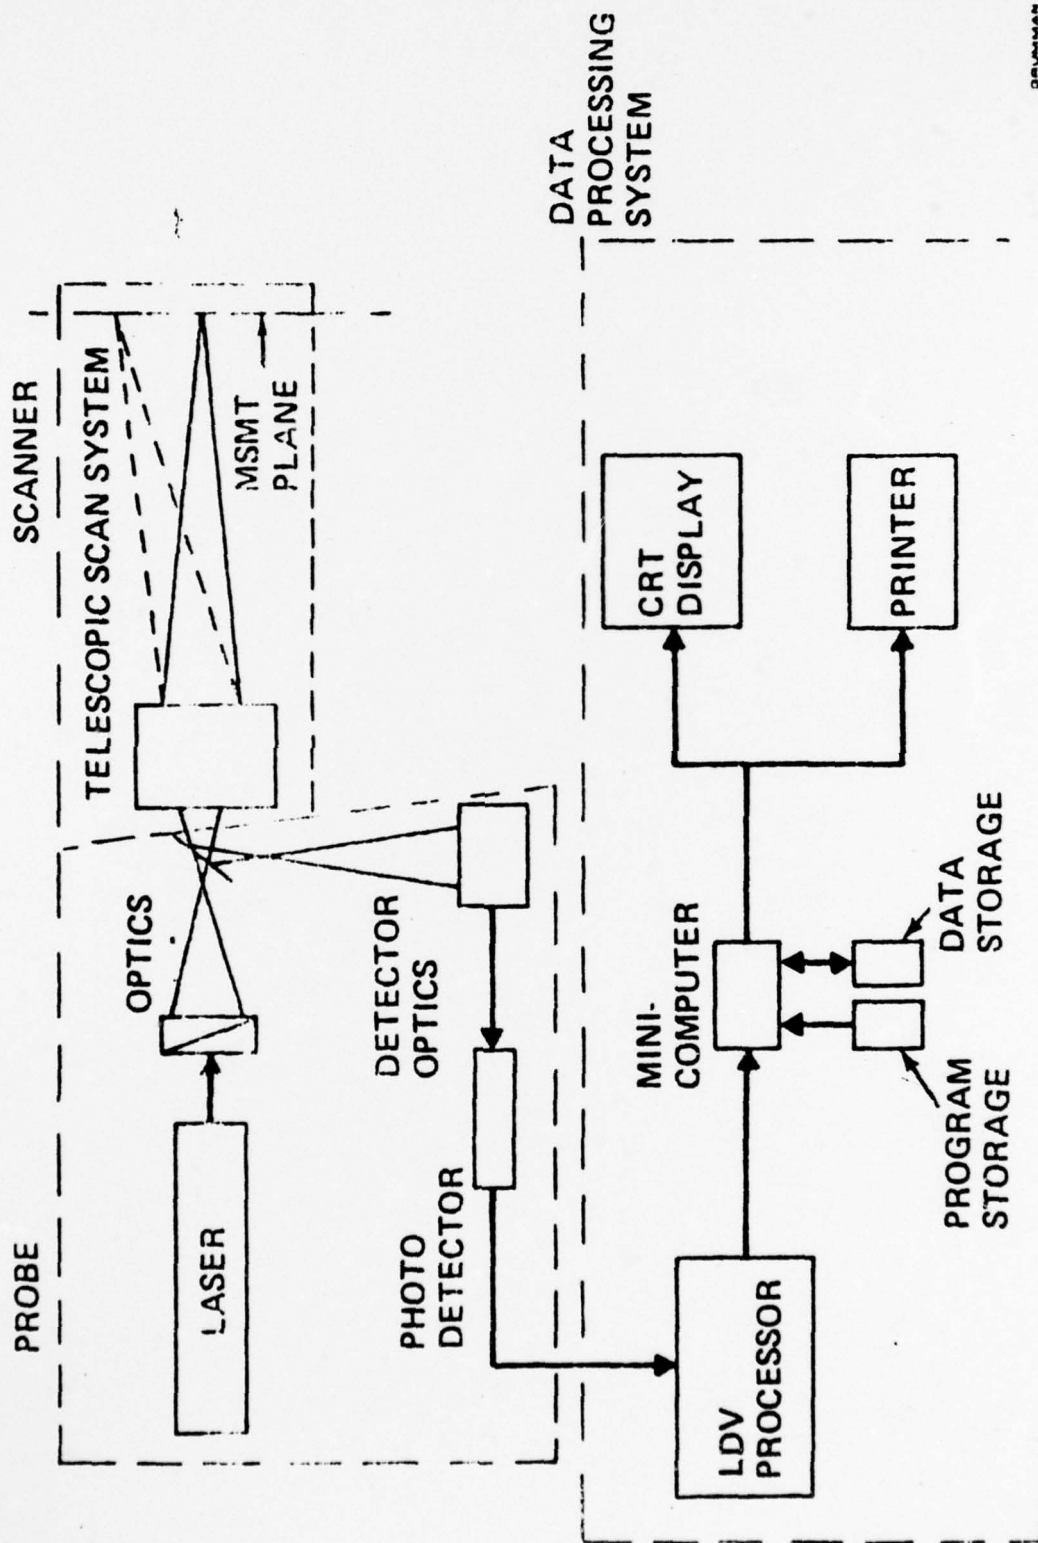 PROBE
SCANNER
TELESCOPIC SCAN SYSTEM
OPTICS
LASER
MSMT
PLANE
DETECTOR
OPTICS
PHOTO
DETECTOR
DATA
PROCESSING
SYSTEM
CRT
DISPLAY
MINI-
COMPUTER
LDV
PROCESSOR
PRINTER
DATA
STORAGE
PROGRAM
STORAGE